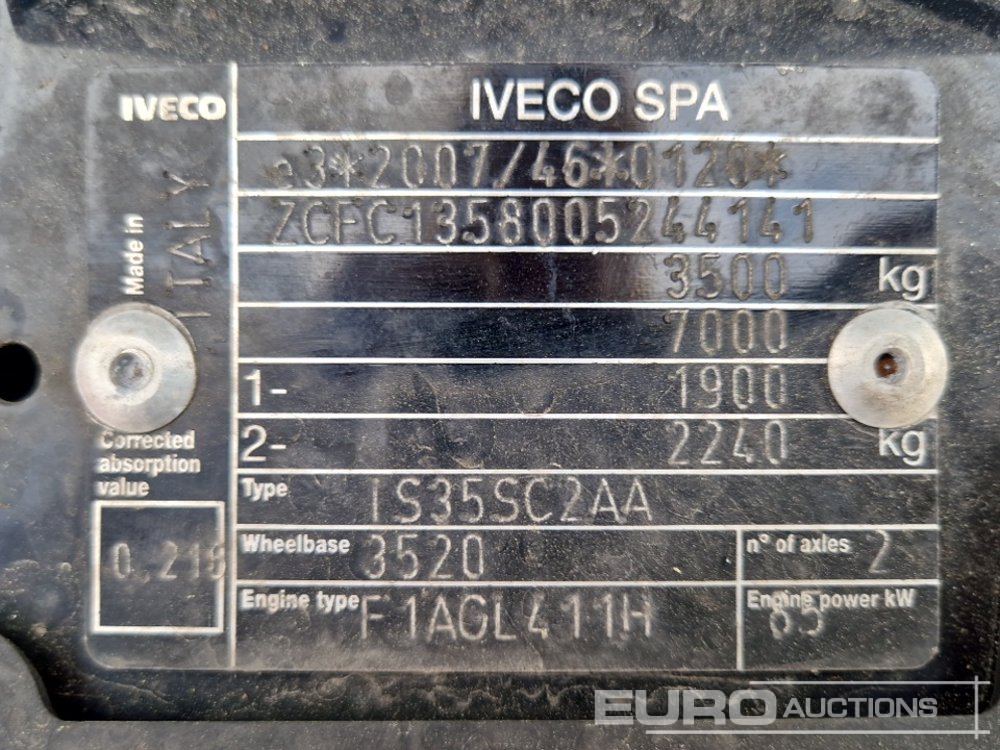 IVECO
IVECO SPA
Made in
ITALY
e3*2007/46*0120*
ZCFC1358005244141
3500 kg
7000
1- 1900
2- 2240 kg
Corrected
absorption
value
0,216
Type IS35SC2AA
Wheelbase 3520
n° of axles 2
Engine type F1AGL411H
Engine power kW 85
EURO AUCTIONS